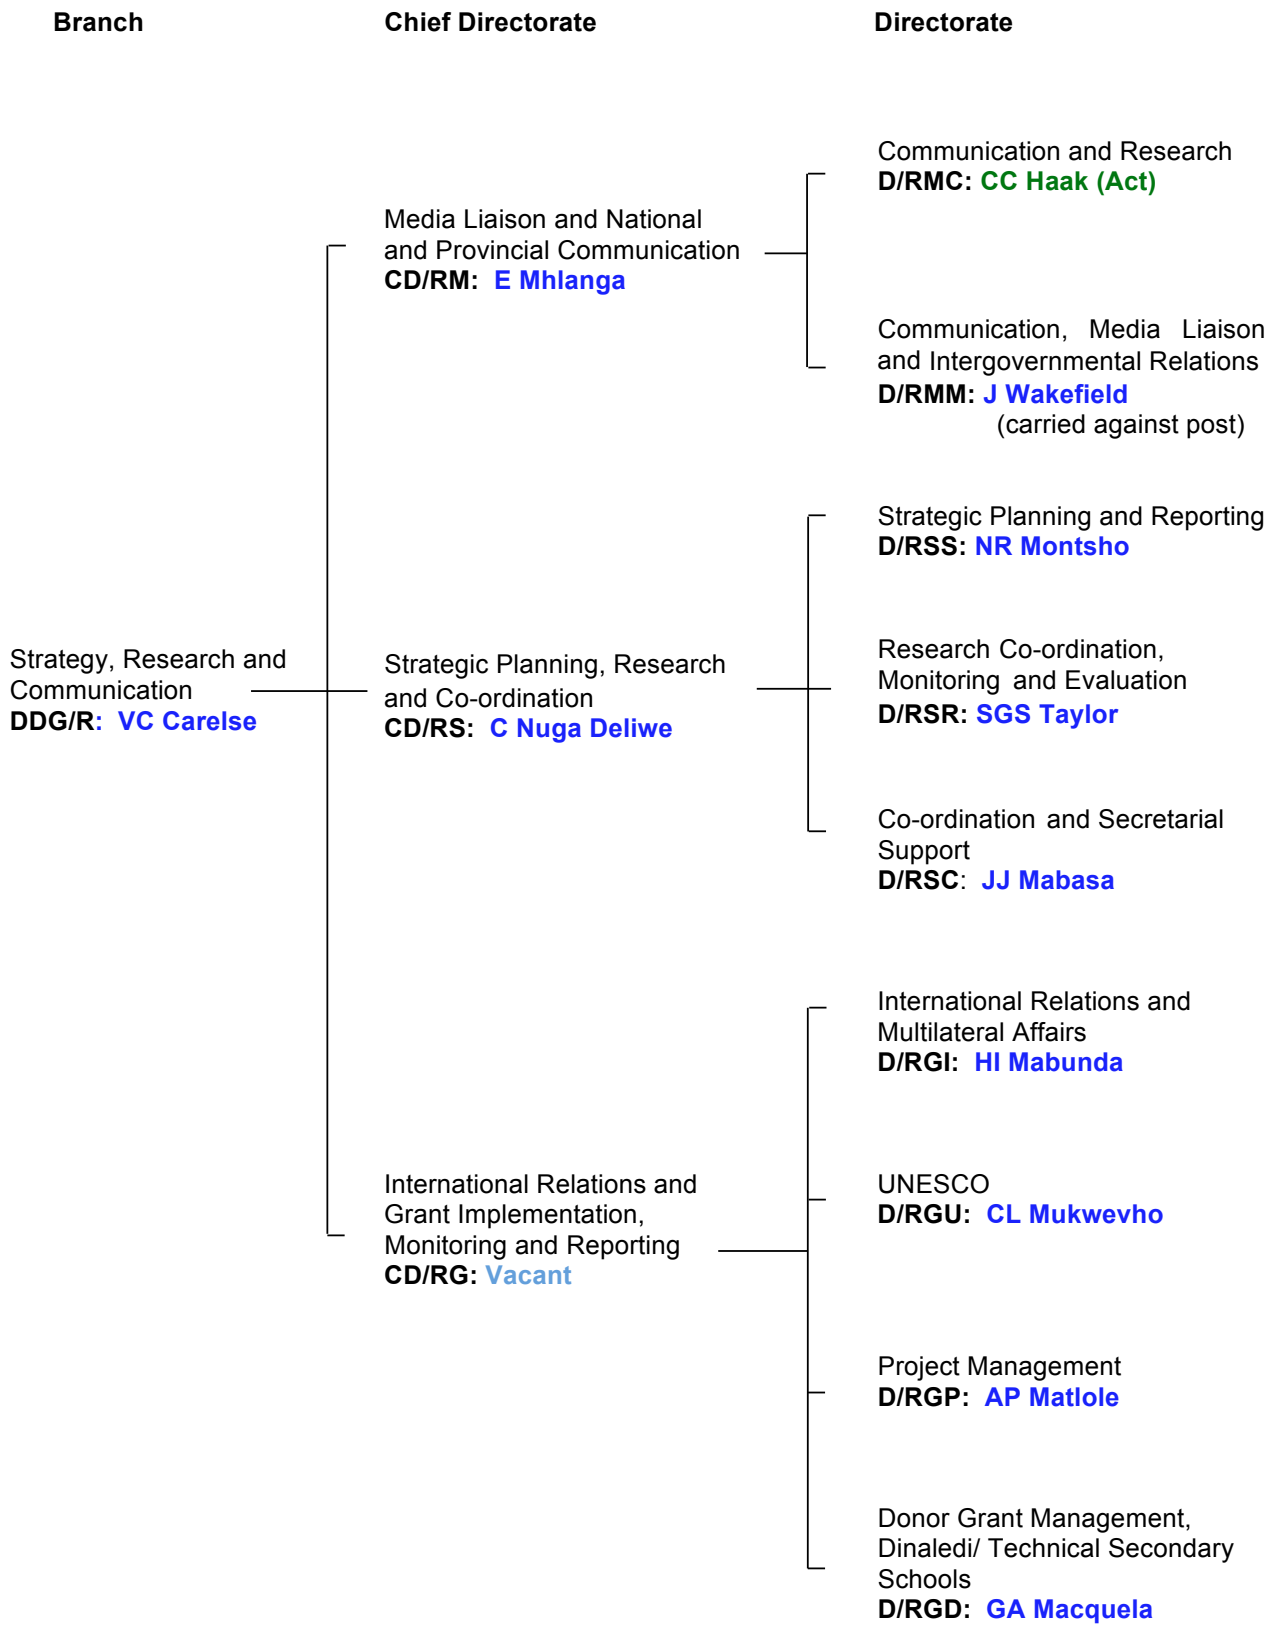 Branch
Chief Directorate
Directorate
Strategy, Research and
Communication
DDG/R: VC Carelse
Media Liaison and National
and Provincial Communication
CD/RM: E Mhlanga
Communication and Research
D/RMC: CC Haak (Act)
Communication, Media Liaison
and Intergovernmental Relations
D/RMM: J Wakefield
(carried against post)
Strategic Planning, Research
and Co-ordination
CD/RS: C Nuga Deliwe
Strategic Planning and Reporting
D/RSS: NR Montsho
Research Co-ordination,
Monitoring and Evaluation
D/RSR: SGS Taylor
Co-ordination and Secretarial
Support
D/RSC: JJ Mabasa
International Relations and
Grant Implementation,
Monitoring and Reporting
CD/RG: Vacant
International Relations and
Multilateral Affairs
D/RGI: HI Mabunda
UNESCO
D/RGU: CL Mukwevho
Project Management
D/RGP: AP Matlole
Donor Grant Management,
Dinaledi/ Technical Secondary
Schools
D/RGD: GA Macquela